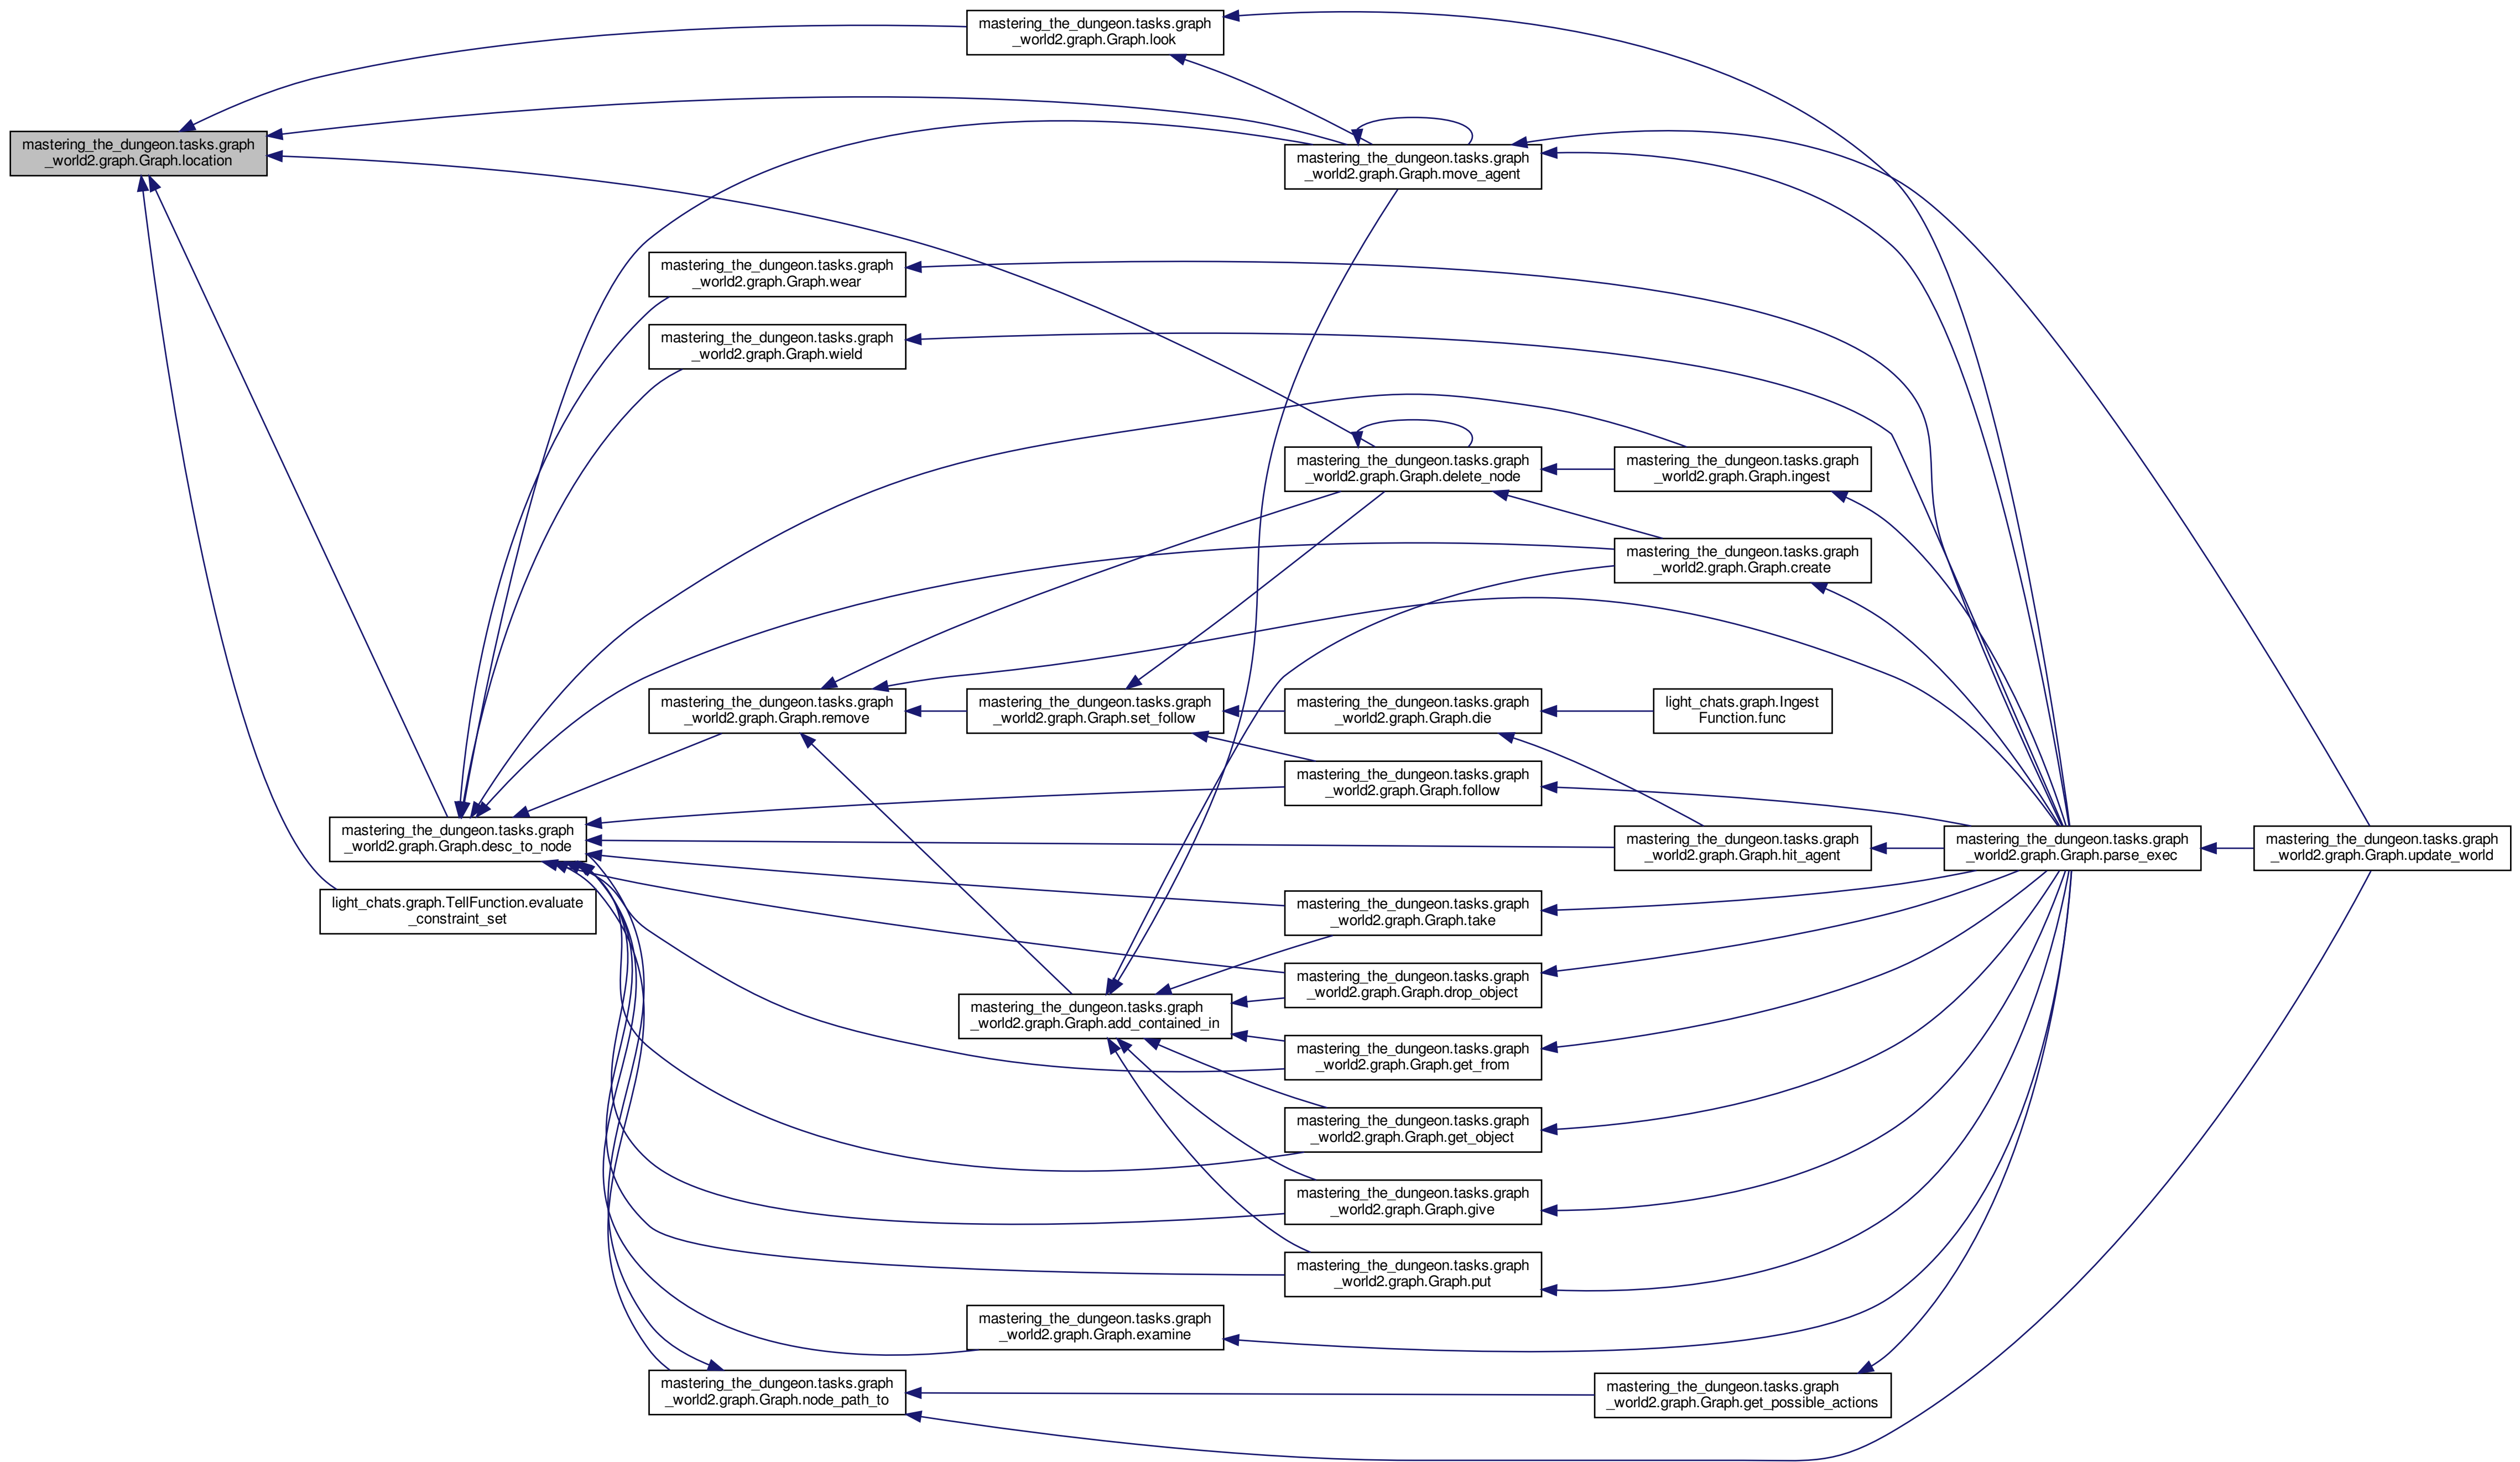 mastering_the_dungeon.tasks.graph
_world2.graph.Graph.look
mastering_the_dungeon.tasks.graph
_world2.graph.Graph.location
mastering_the_dungeon.tasks.graph
_world2.graph.Graph.move_agent
mastering_the_dungeon.tasks.graph
_world2.graph.Graph.wear
mastering_the_dungeon.tasks.graph
_world2.graph.Graph.wield
mastering_the_dungeon.tasks.graph
_world2.graph.Graph.delete_node
mastering_the_dungeon.tasks.graph
_world2.graph.Graph.ingest
mastering_the_dungeon.tasks.graph
_world2.graph.Graph.create
mastering_the_dungeon.tasks.graph
_world2.graph.Graph.remove
mastering_the_dungeon.tasks.graph
_world2.graph.Graph.set_follow
mastering_the_dungeon.tasks.graph
_world2.graph.Graph.die
light_chats.graph.Ingest
Function.func
mastering_the_dungeon.tasks.graph
_world2.graph.Graph.follow
mastering_the_dungeon.tasks.graph
_world2.graph.Graph.desc_to_node
mastering_the_dungeon.tasks.graph
_world2.graph.Graph.hit_agent
mastering_the_dungeon.tasks.graph
_world2.graph.Graph.parse_exec
mastering_the_dungeon.tasks.graph
_world2.graph.Graph.update_world
light_chats.graph.TellFunction.evaluate
_constraint_set
mastering_the_dungeon.tasks.graph
_world2.graph.Graph.take
mastering_the_dungeon.tasks.graph
_world2.graph.Graph.drop_object
mastering_the_dungeon.tasks.graph
_world2.graph.Graph.add_contained_in
mastering_the_dungeon.tasks.graph
_world2.graph.Graph.get_from
mastering_the_dungeon.tasks.graph
_world2.graph.Graph.get_object
mastering_the_dungeon.tasks.graph
_world2.graph.Graph.give
mastering_the_dungeon.tasks.graph
_world2.graph.Graph.put
mastering_the_dungeon.tasks.graph
_world2.graph.Graph.examine
mastering_the_dungeon.tasks.graph
_world2.graph.Graph.node_path_to
mastering_the_dungeon.tasks.graph
_world2.graph.Graph.get_possible_actions